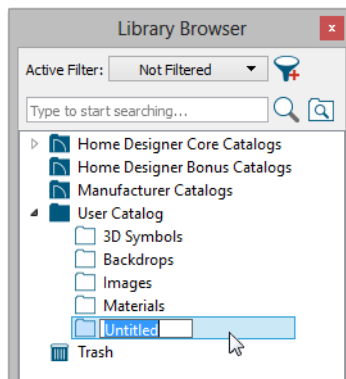 Library Browser x
Active Filter: Not Filtered
Type to start searching...
Home Designer Core Catalogs
Home Designer Bonus Catalogs
Manufacturer Catalogs
User Catalog
3D Symbols
Backdrops
Images
Materials
Untitled
Trash